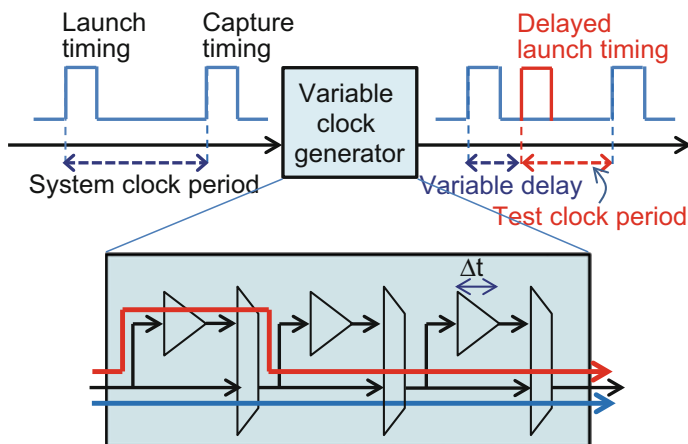 Launch
timing
Capture
timing
Variable
clock
generator
Delayed
launch timing
System clock period
Variable delay
Test clock period
Δt